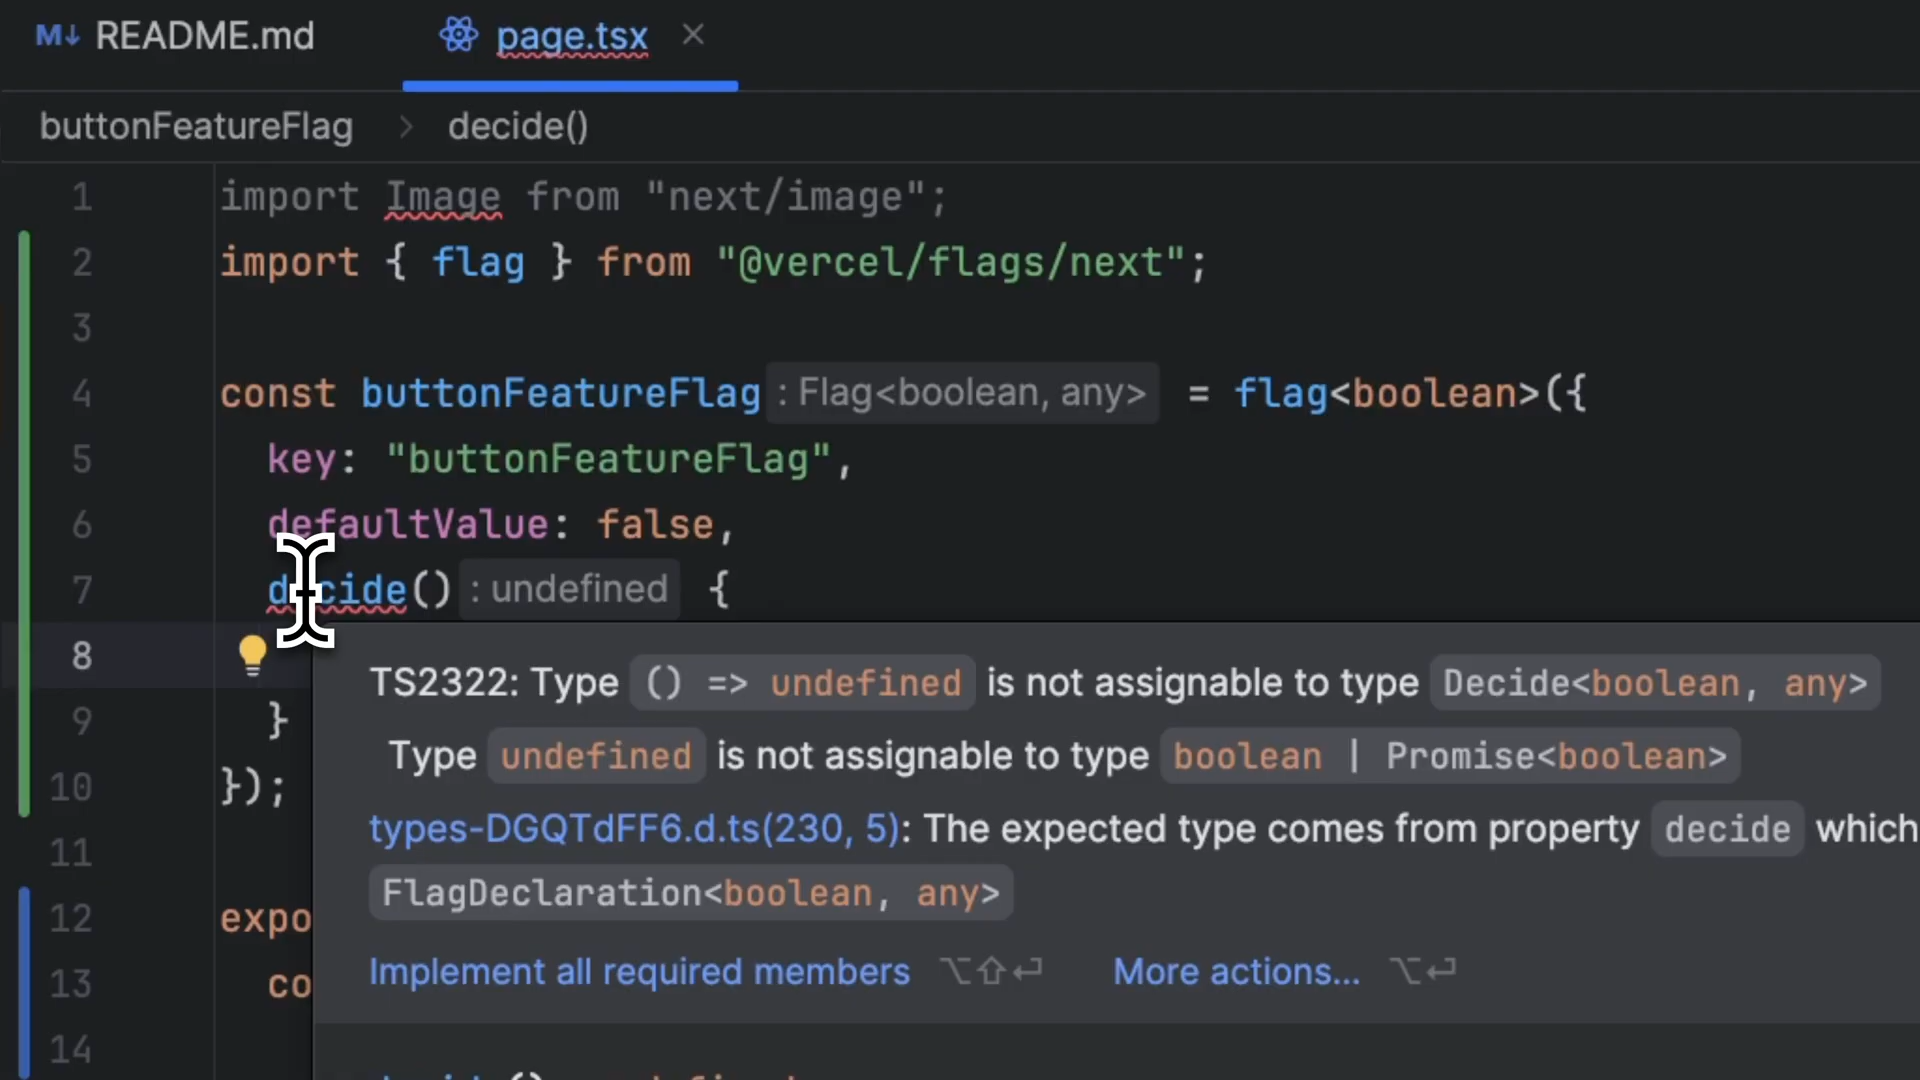 M↓ README.md
page.tsx
buttonFeatureFlag > decide()
1 import Image from "next/image";
2 import { flag } from "@vercel/flags/next";
3
4 const buttonFeatureFlag : Flag<boolean, any> = flag<boolean>({
5 key: "buttonFeatureFlag",
6 defaultValue: false,
7 decide() : undefined {
8
TS2322: Type () => undefined is not assignable to type Decide<boolean, any>
9 }
Type undefined is not assignable to type boolean | Promise<boolean>
10 });
types-DGQTdFF6.d.ts(230, 5): The expected type comes from property decide which
11
FlagDeclaration<boolean, any>
12 expo
13 co
Implement all required members ⌥⇧⏎ More actions... ⌥⏎
14